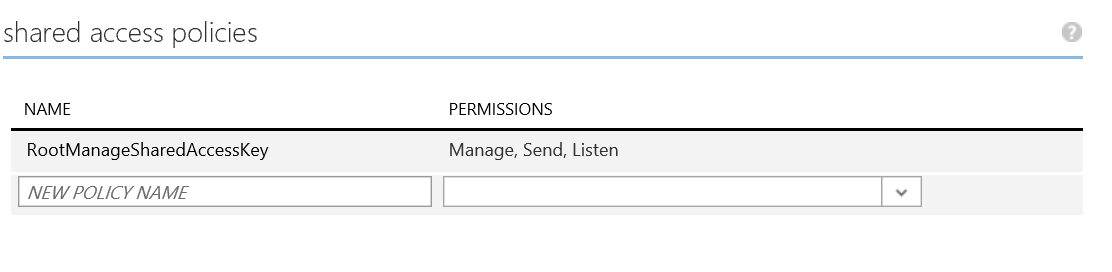 shared access policies
?
NAME PERMISSIONS
RootManageSharedAccessKey Manage, Send, Listen
NEW POLICY NAME